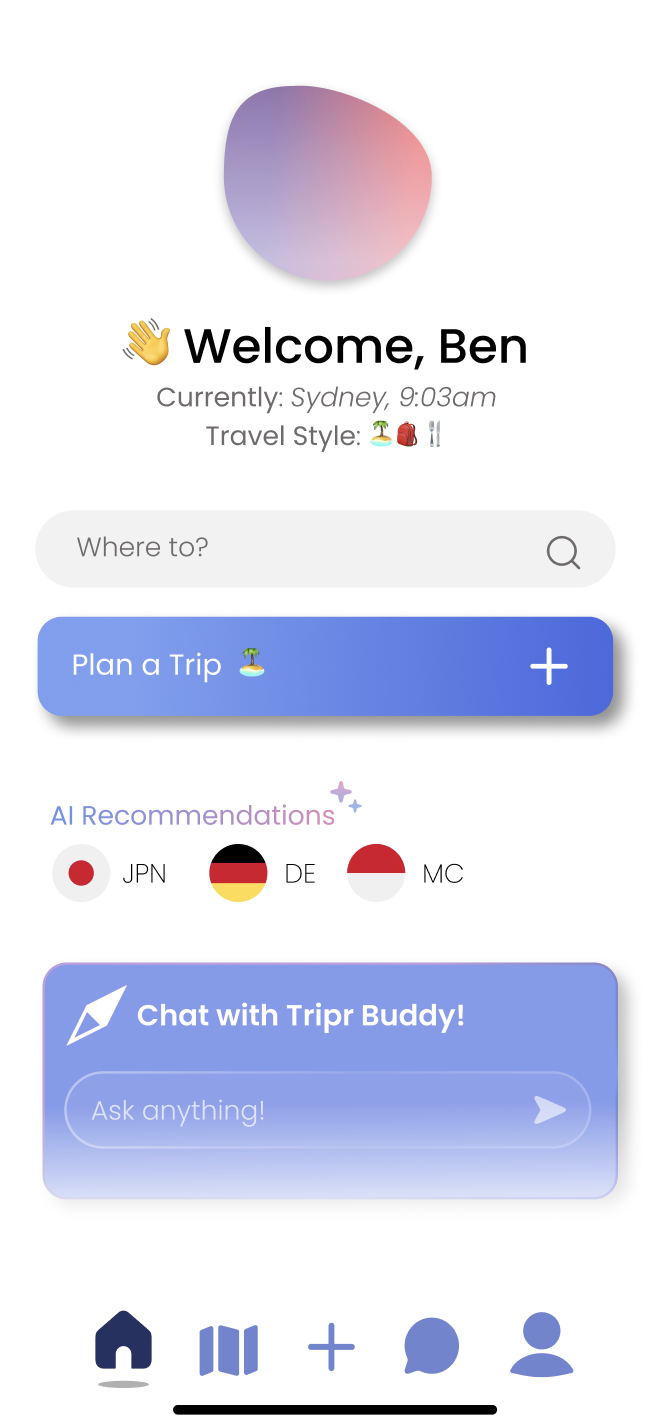 👋 Welcome, Ben
Currently: Sydney, 9:03am
Travel Style: 🏝️🎒🍴
Where to?
Plan a Trip 🏝️
AI Recommendations
JPN DE MC
Chat with Tripr Buddy!
Ask anything!